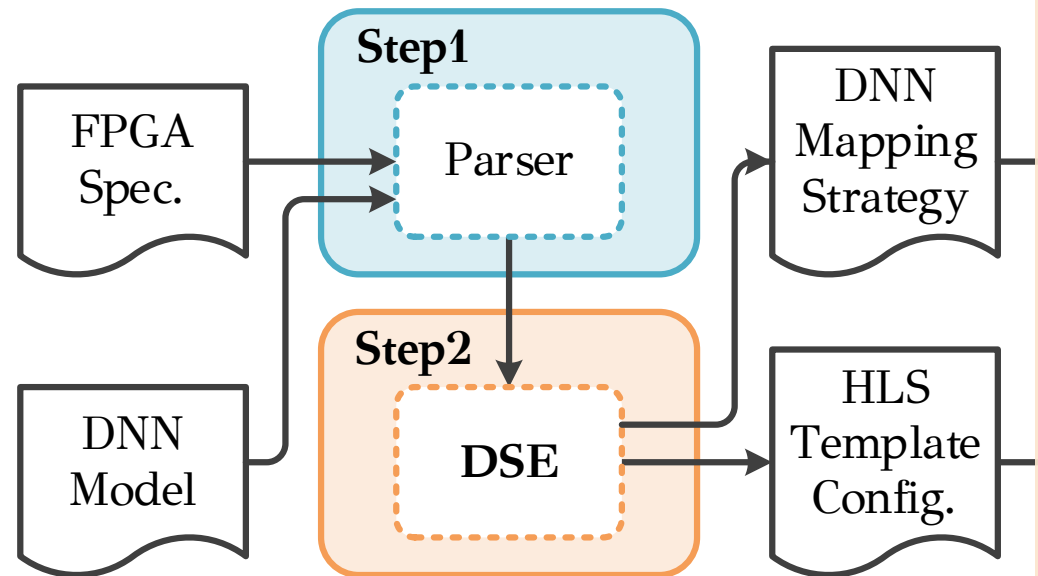 Step1
FPGA
Spec.
Parser
DNN
Mapping
Strategy
Step2
DNN
Model
DSE
HLS
Template
Config.